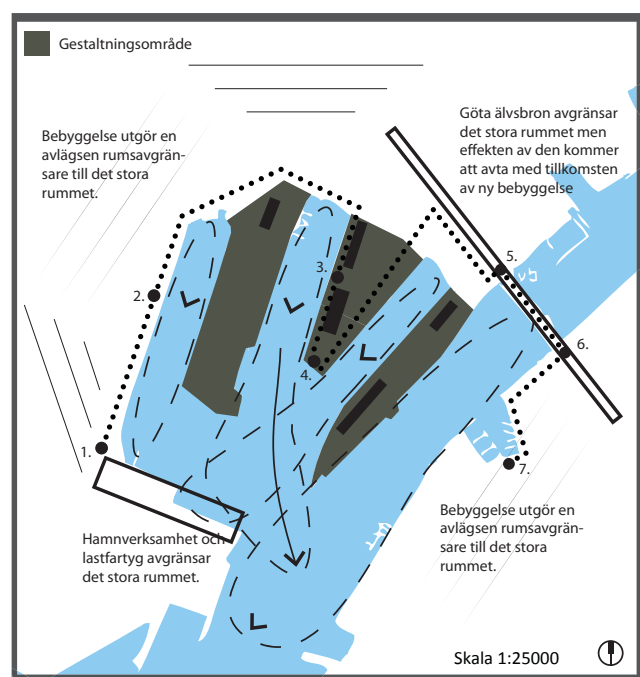 Gestaltningsområde
Bebyggelse utgör en
avlägsen rumsavgrän-
sare till det stora
rummet.
Göta älvsbron avgränsar
det stora rummet men
effekten av den kommer
att avta med tillkomsten
av ny bebyggelse
5.
3.
2.
6.
4.
1.
7.
Bebyggelse utgör en
avlägsen rumsavgrän-
sare till det stora
rummet.
Hamnverksamhet och
lastfartyg avgränsar
det stora rummet.
Skala 1:25000